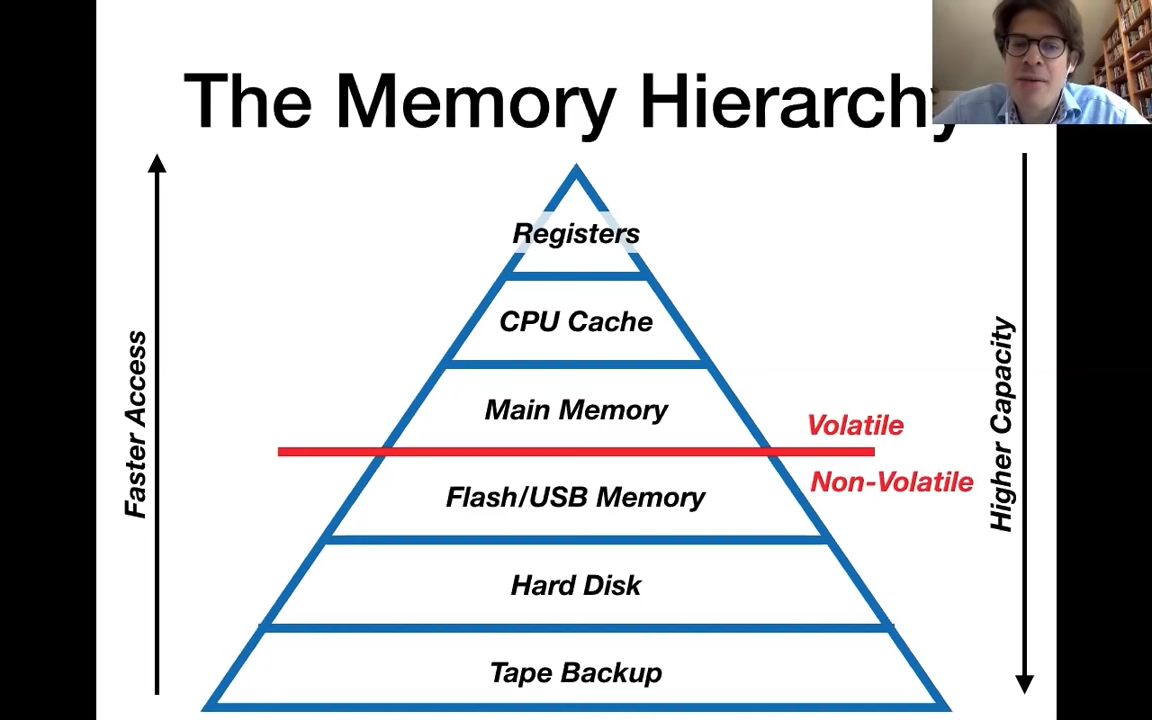 The Memory Hierarchy
Registers
CPU Cache
Main Memory
Volatile
Non-Volatile
Flash/USB Memory
Hard Disk
Tape Backup
Faster Access
Higher Capacity